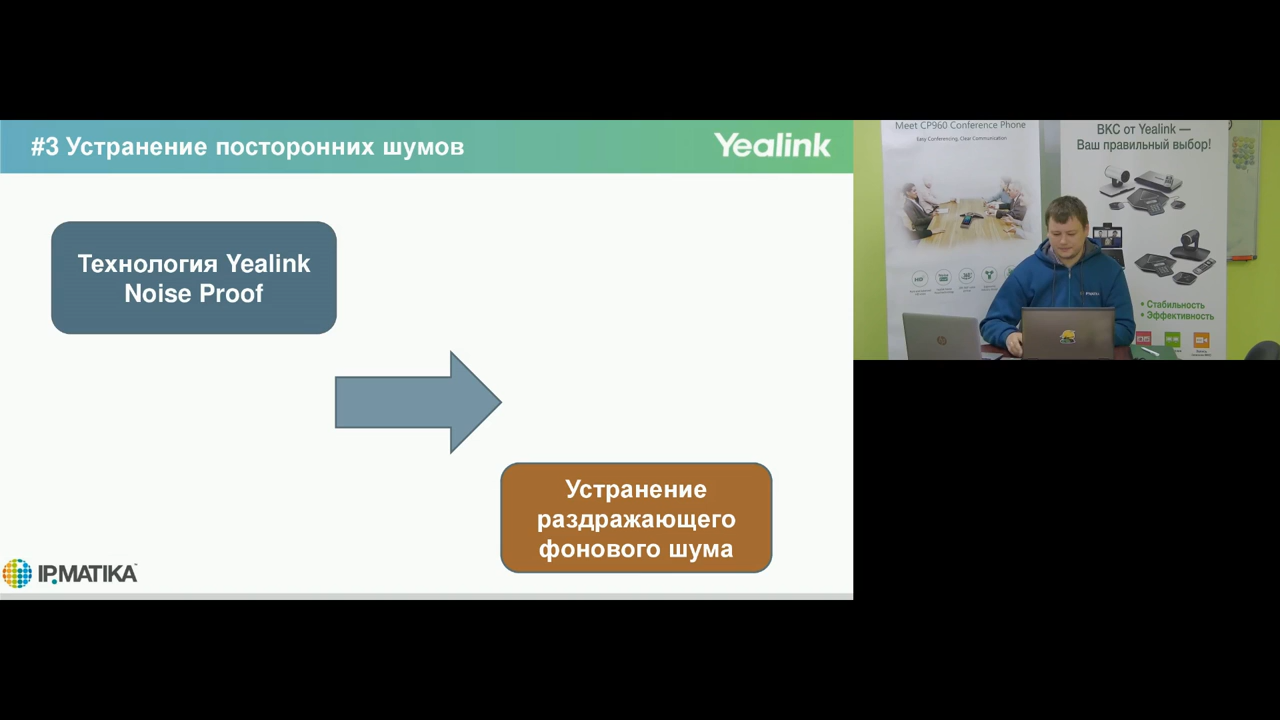 #3 Устранение посторонних шумов
Yealink
Технология Yealink
Noise Proof
Устранение
раздражающего
фонового шума
IP.MATIKA
Meet CP960 Conference Phone
Easy Conferencing, Clear Communication
ВКС от Yealink —
Ваш правильный выбор!
• Стабильность
• Эффективность